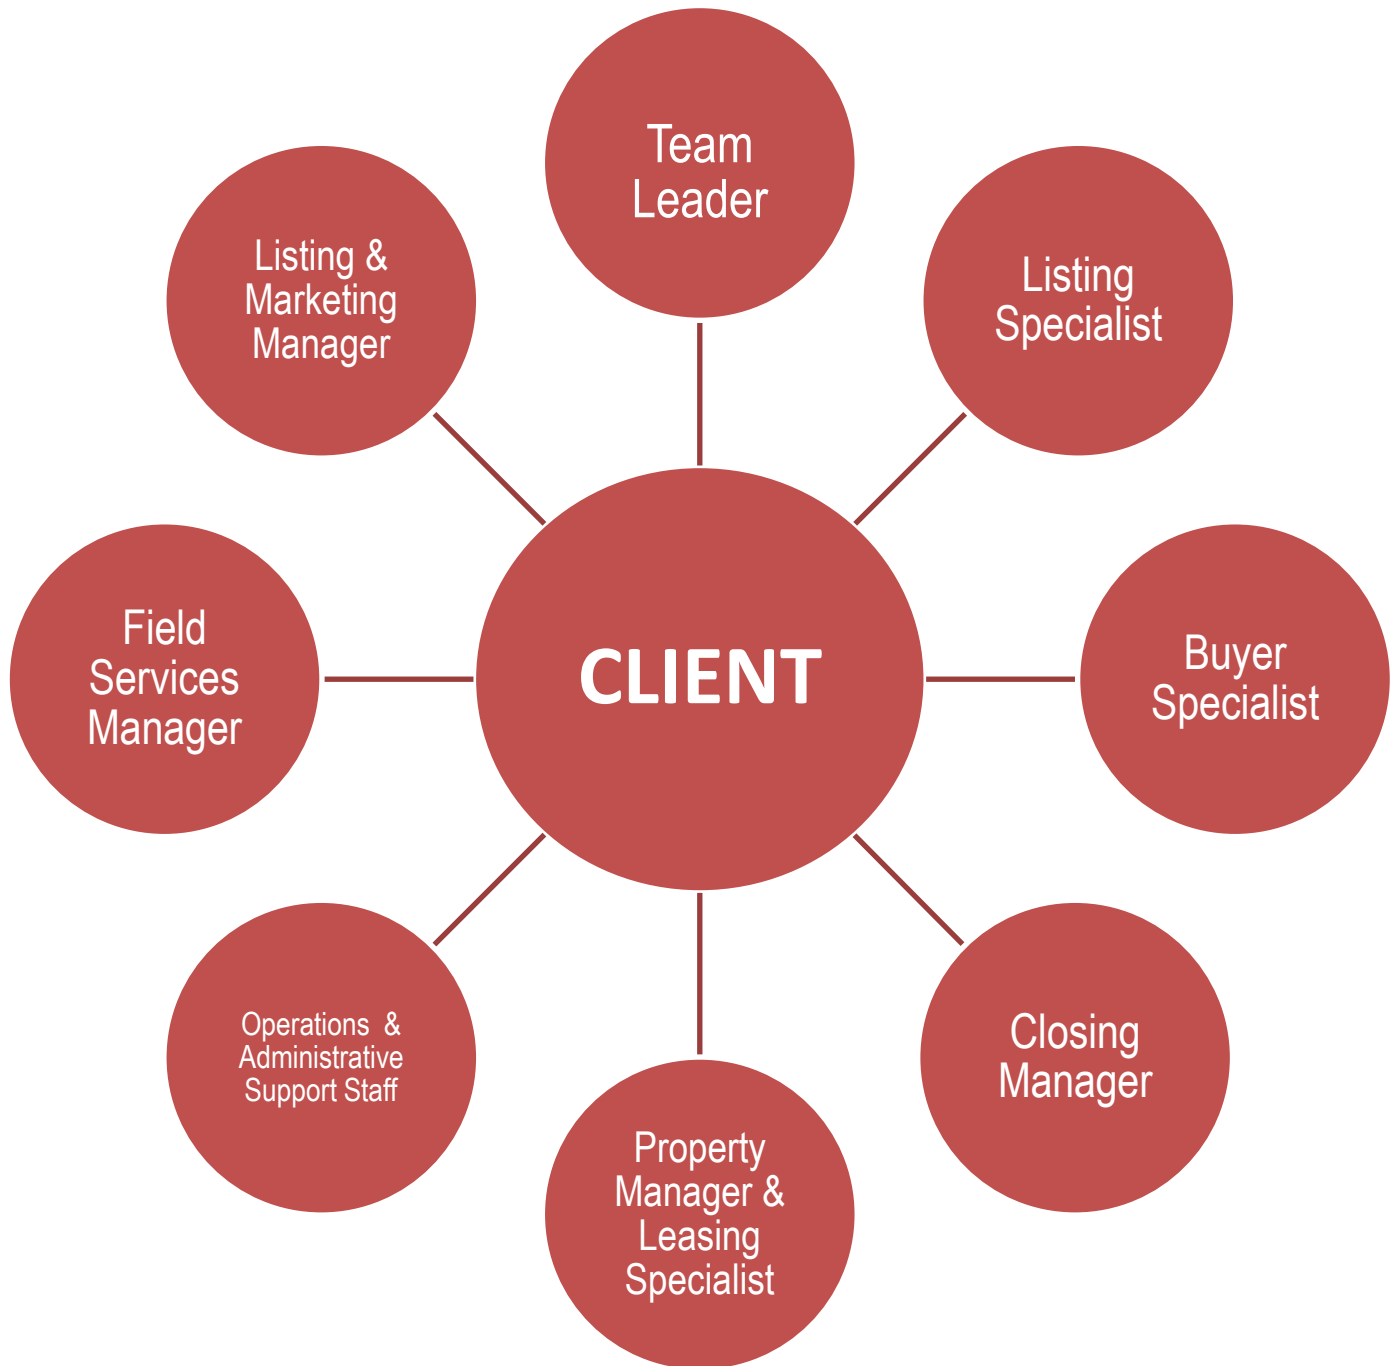 Team
Leader
Listing
Specialist
Buyer
Specialist
Closing
Manager
Property
Manager &
Leasing
Specialist
Operations  &
Administrative
Support Staff
Field
Services
Manager
Listing &
Marketing
Manager
CLIENT